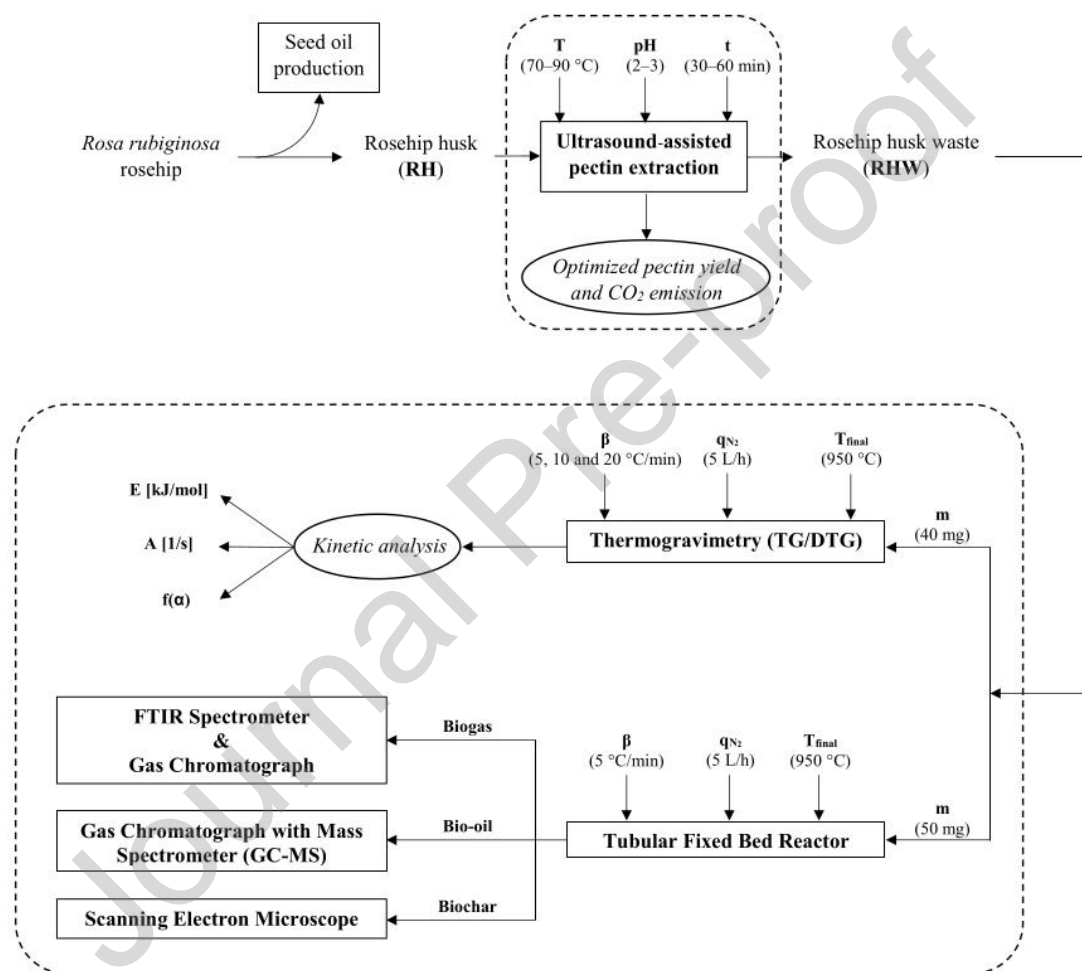 Seed oil
production
T
(70–90 °C)
pH
(2–3)
t
(30–60 min)
Rosa rubiginosa
rosehip
Rosehip husk
(RH)
Ultrasound-assisted
pectin extraction
Rosehip husk waste
(RHW)
Optimized pectin yield
and CO₂ emission
β
(5, 10 and 20 °C/min)
qN₂
(5 L/h)
Tfinal
(950 °C)
E [kJ/mol]
A [1/s]
f(α)
Kinetic analysis
Thermogravimetry (TG/DTG)
m
(40 mg)
FTIR Spectrometer
&
Gas Chromatograph
Biogas
β
(5 °C/min)
qN₂
(5 L/h)
Tfinal
(950 °C)
Gas Chromatograph with Mass
Spectrometer (GC-MS)
Bio-oil
Tubular Fixed Bed Reactor
m
(50 mg)
Scanning Electron Microscope
Biochar
Journal Pre-proof